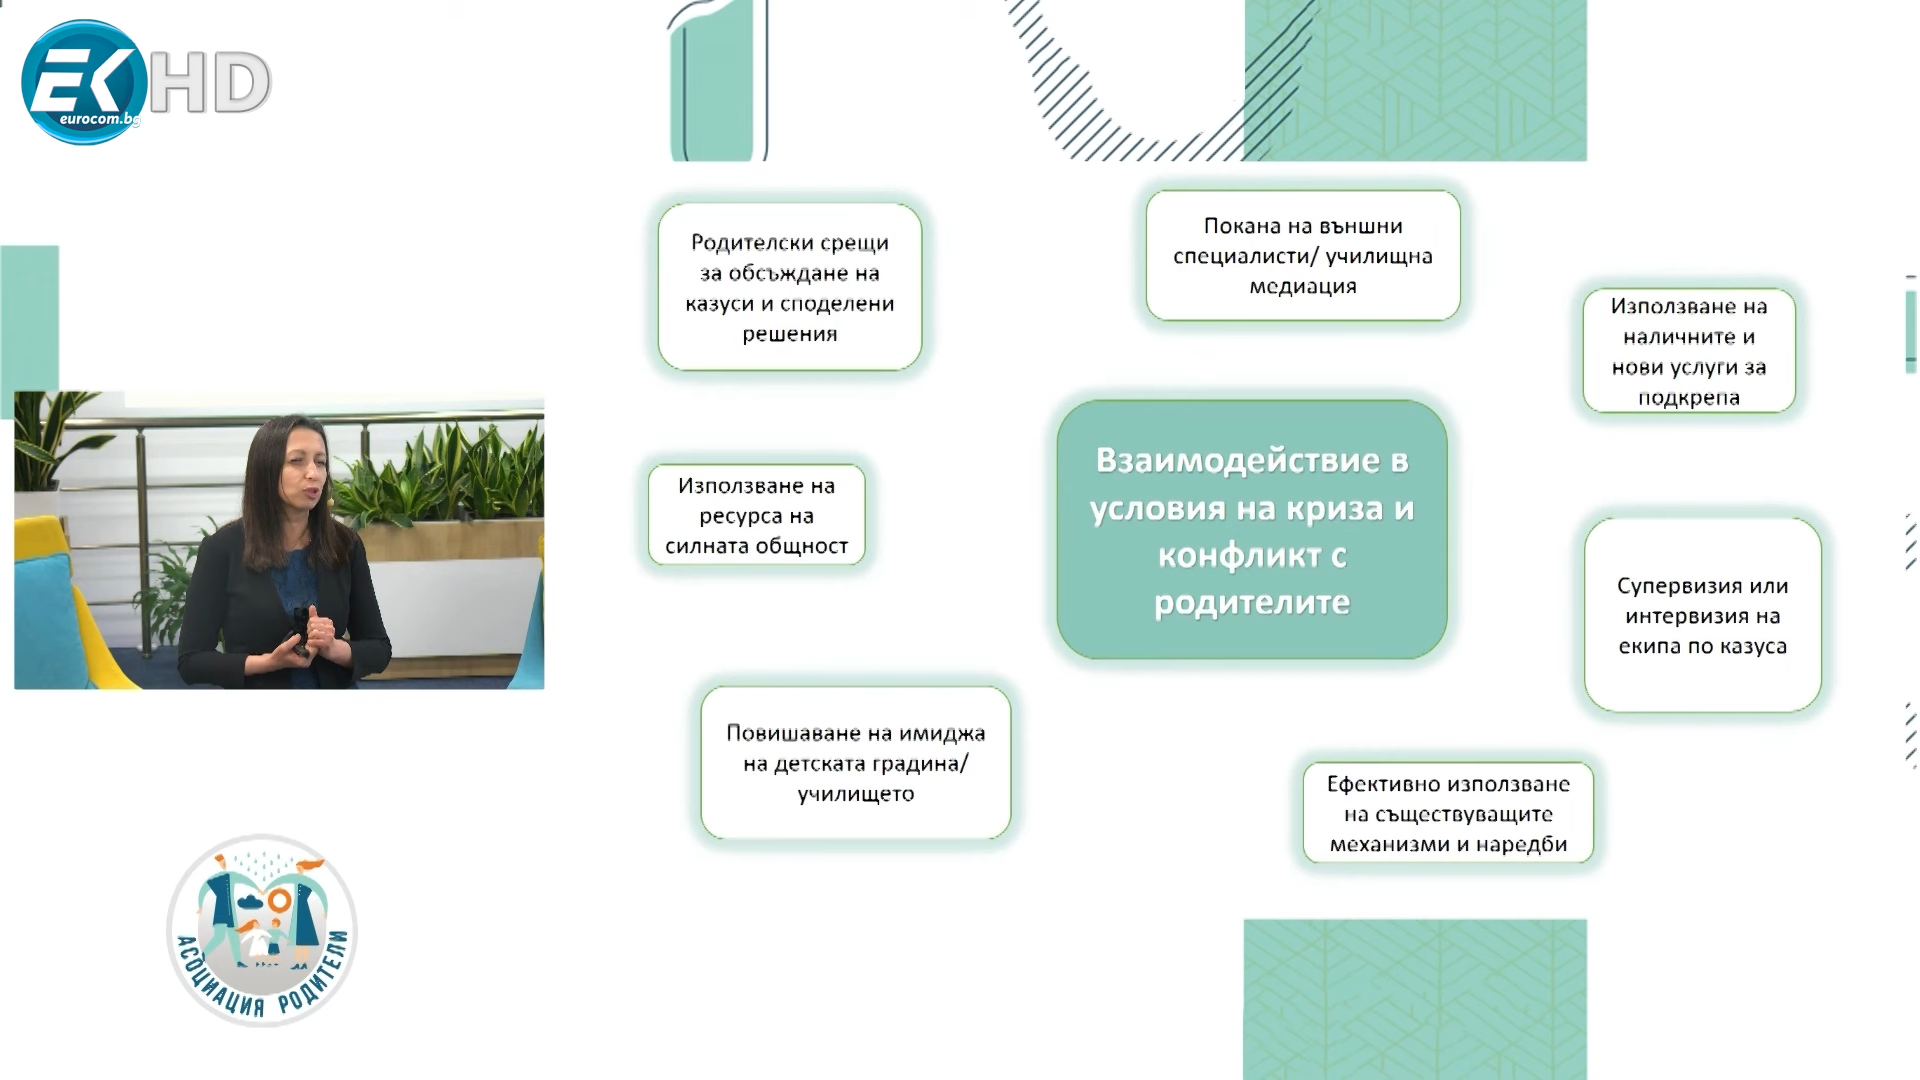 EK HD
eurocom.bg
Родителски срещи
за обсъждане на
казуси и споделени
решения
Покана на външни
специалисти/ училищна
медиация
Използване на
наличните и
нови услуги за
подкрепа
Използване на
ресурса на
силната общност
Взаимодействие в
условия на криза и
конфликт с
родителите
Супервизия или
интервизия на
екипа по казуса
Повишаване на имиджа
на детската градина/
училището
Ефективно използване
на съществуващите
механизми и наредби
АСОЦИАЦИЯ РОДИТЕЛИ